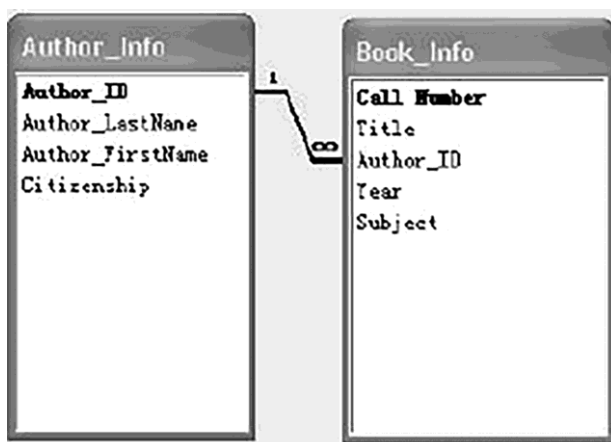 Author_Info
Author_ID
Author_LastName
Author_FirstName
Citizenship
1
∞
Book_Info
Call Number
Title
Author_ID
Year
Subject